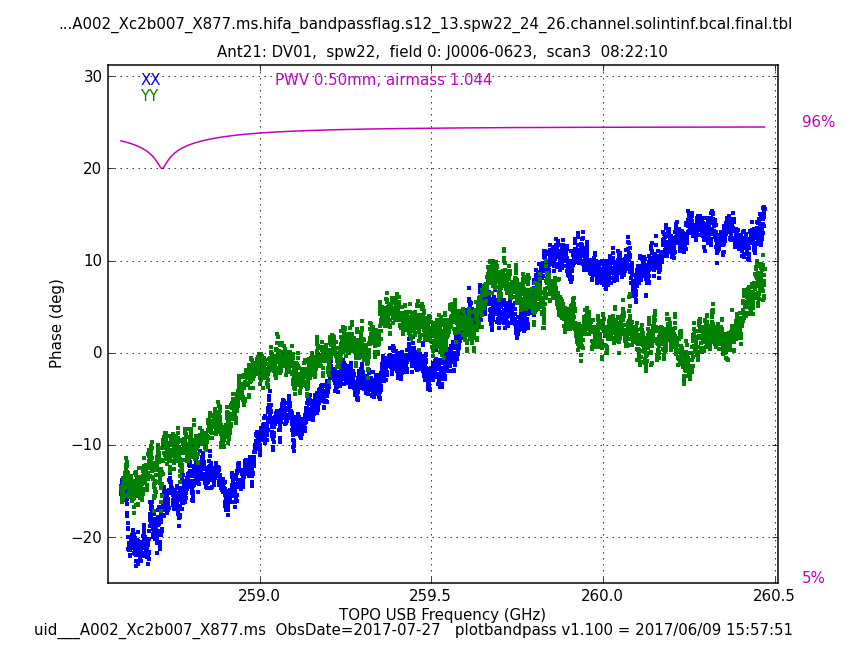 ...A002_Xc2b007_X877.ms.hifa_bandpassflag.s12_13.spw22_24_26.channel.solintinf.bcal.final.tbl
Ant21: DV01,  spw22,  field 0: J0006-0623,  scan3  08:22:10
XX
PWV 0.50mm, airmass 1.044
YY
96%
30
20
10
0
−10
−20
Phase (deg)
5%
259.0
259.5
260.0
260.5
TOPO USB Frequency (GHz)
uid___A002_Xc2b007_X877.ms  ObsDate=2017-07-27   plotbandpass v1.100 = 2017/06/09 15:57:51